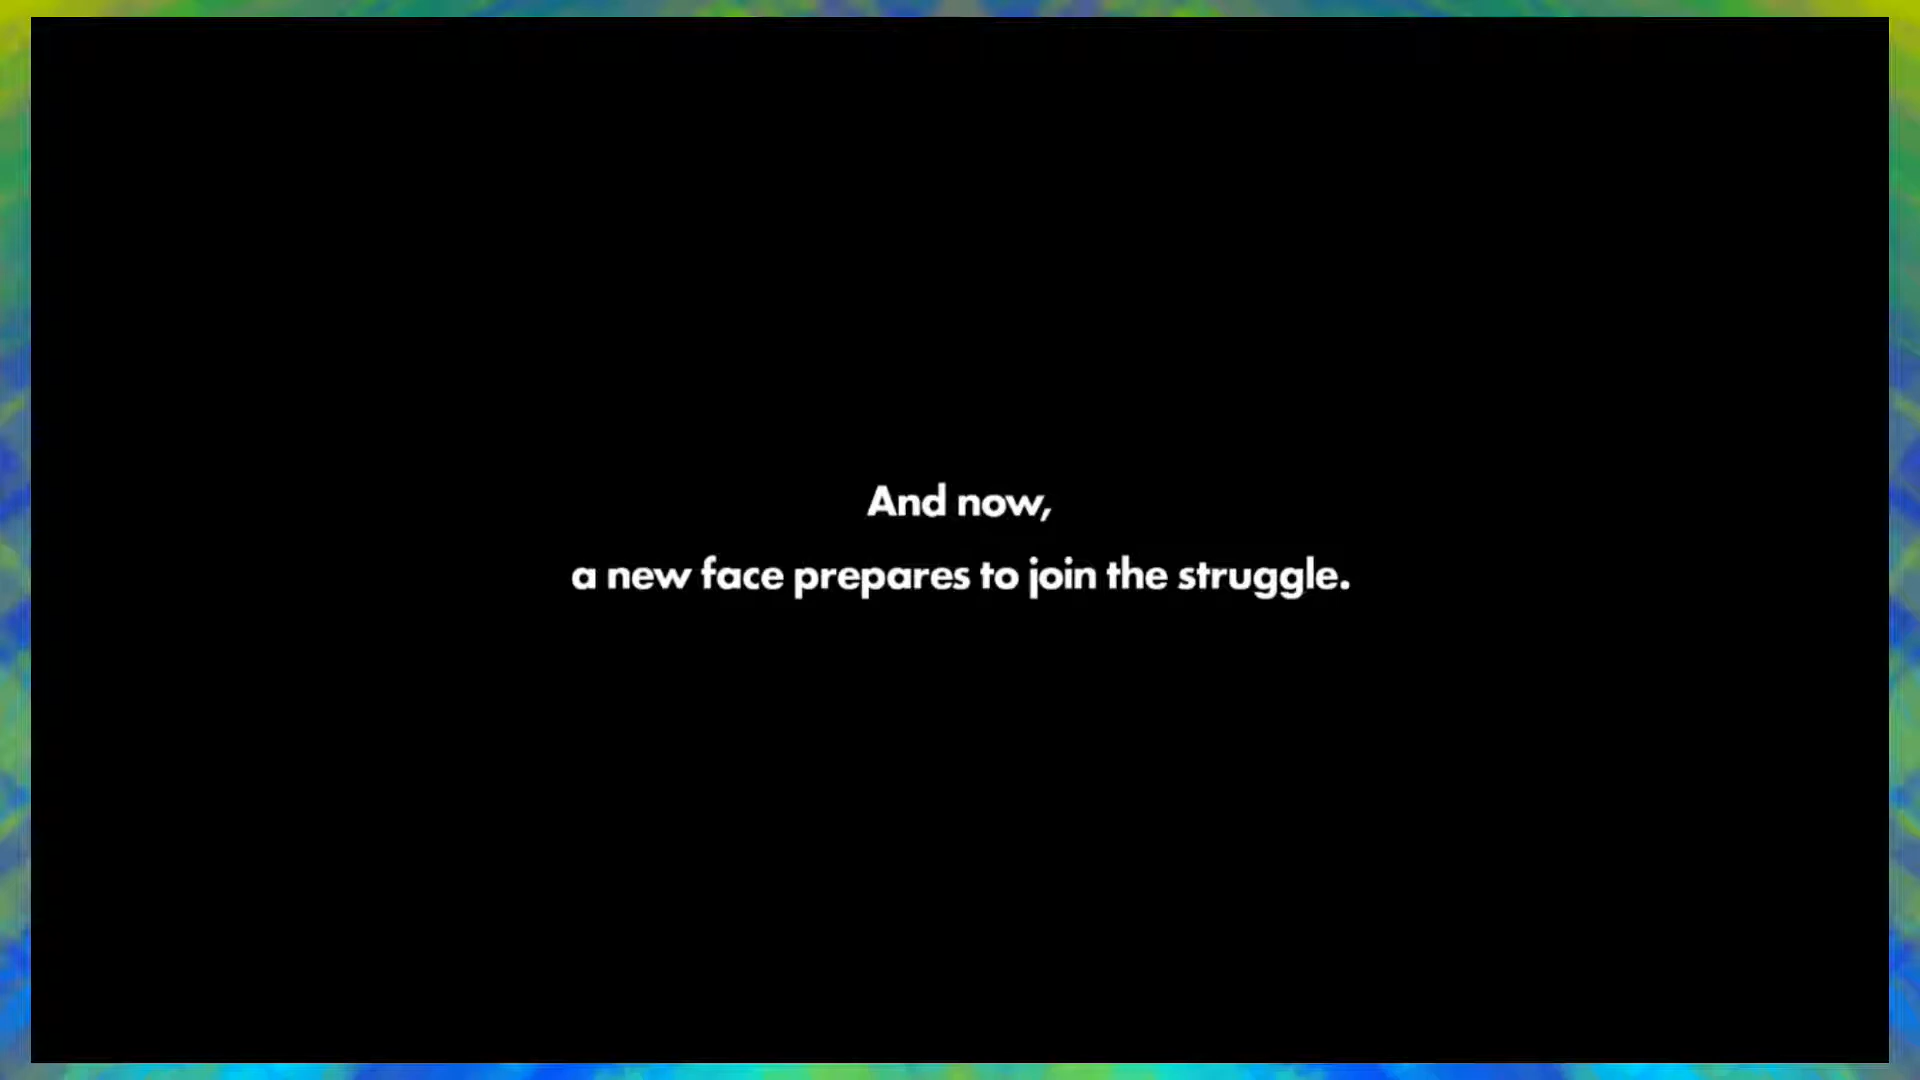 And now,
a new face prepares to join the struggle.